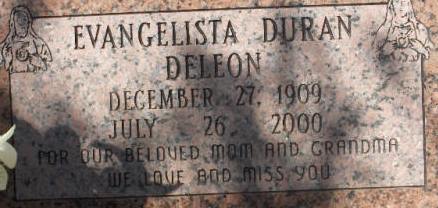 EVANGELISTA DURAN
DELEON
DECEMBER 27, 1909
JULY 26, 2000
FOR OUR BELOVED MOM AND GRANDMA
WE LOVE AND MISS YOU